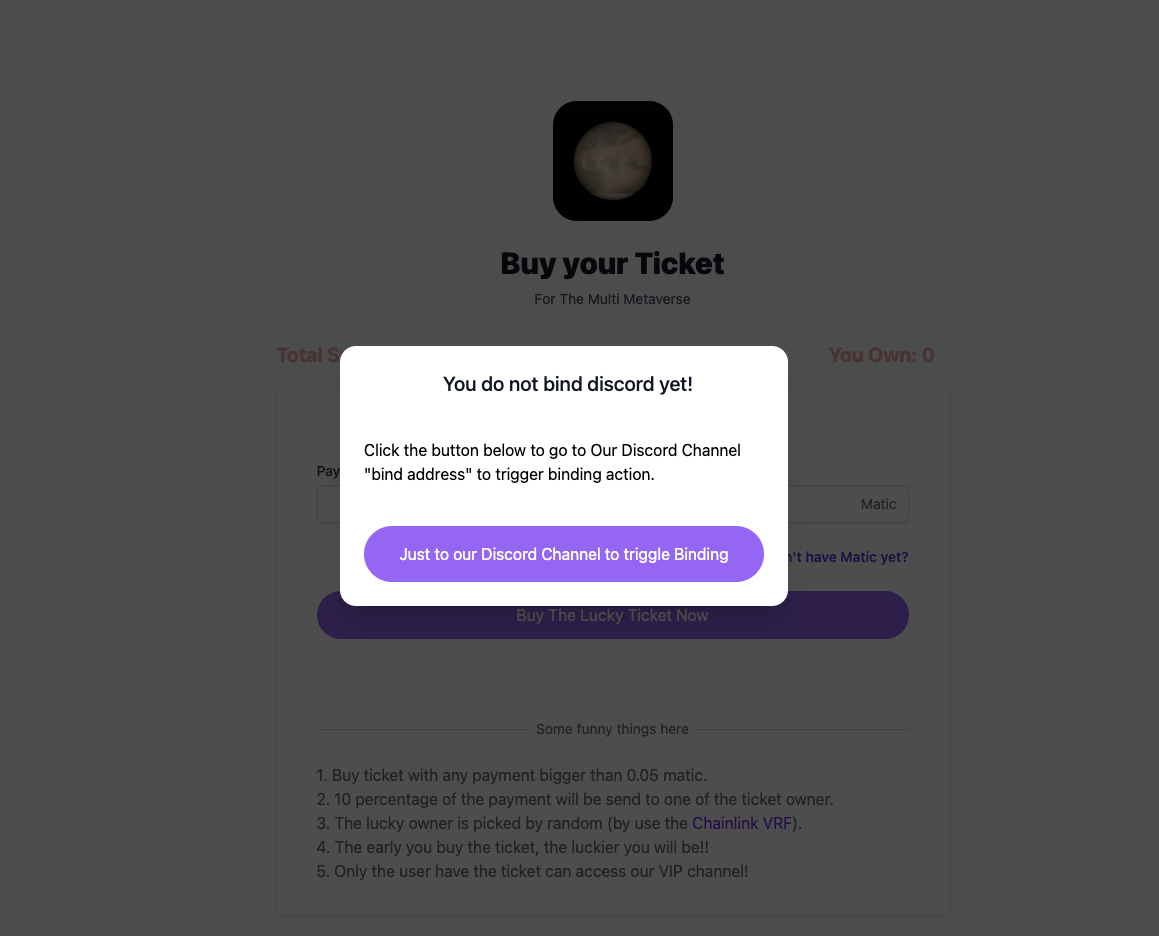 Buy your Ticket
For The Multi Metaverse
Total S
You Own: 0
You do not bind discord yet!
Click the button below to go to Our Discord Channel
"bind address" to trigger binding action.
Just to our Discord Channel to triggle Binding
Pay
Matic
n't have Matic yet?
Buy The Lucky Ticket Now
Some funny things here
1. Buy ticket with any payment bigger than 0.05 matic.
2. 10 percentage of the payment will be send to one of the ticket owner.
3. The lucky owner is picked by random (by use the Chainlink VRF).
4. The early you buy the ticket, the luckier you will be!!
5. Only the user have the ticket can access our VIP channel!